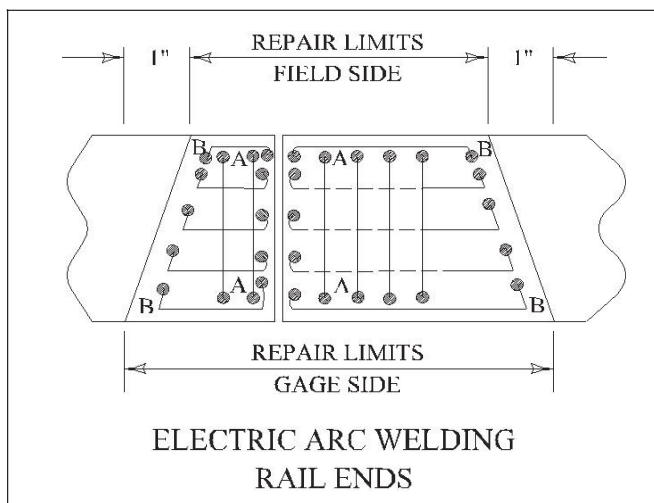 1" REPAIR LIMITS 1"
FIELD SIDE
B A A B
A A
B B
REPAIR LIMITS
GAGE SIDE
ELECTRIC ARC WELDING
RAIL ENDS